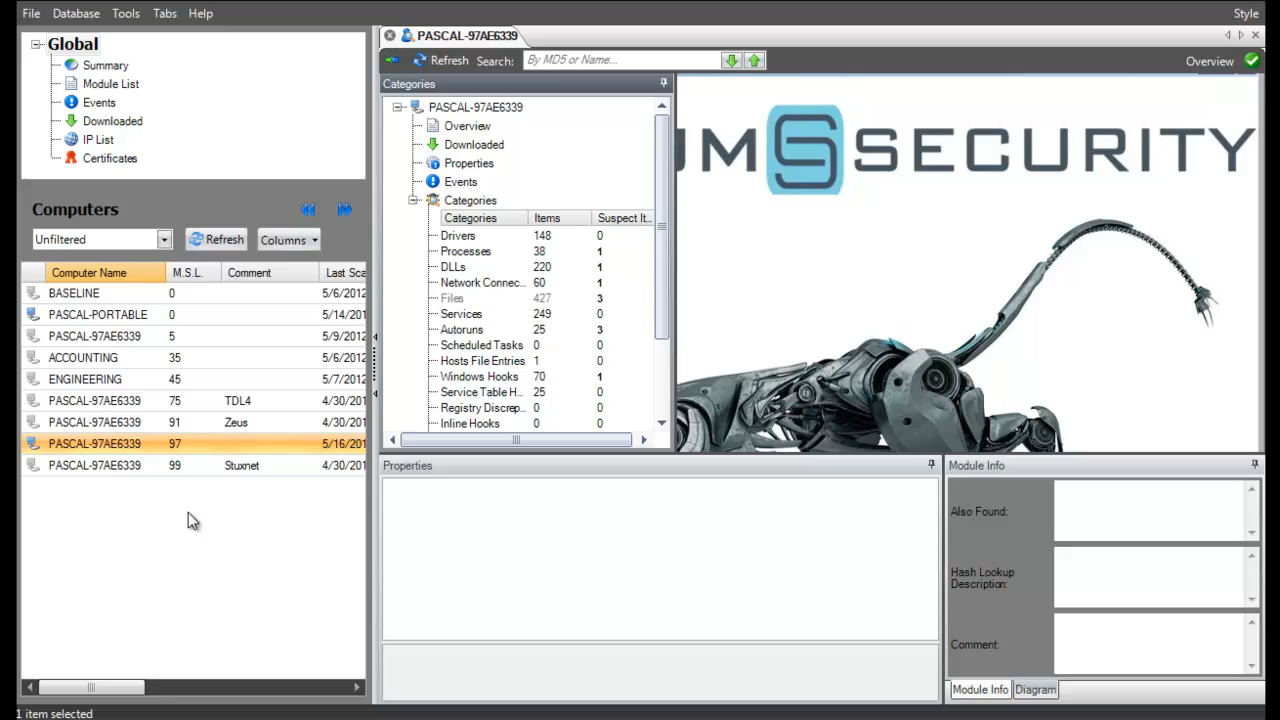 File Database Tools Tabs Help Style
Global
Summary
Module List
Events
Downloaded
IP List
Certificates
Computers
Unfiltered Refresh Columns
Computer Name M.S.L. Comment Last Sca
BASELINE 0 5/6/2012
PASCAL-PORTABLE 0 5/14/201
PASCAL-97AE6339 5 5/9/2012
ACCOUNTING 35 5/6/2012
ENGINEERING 45 5/7/2012
PASCAL-97AE6339 75 TDL4 4/30/201
PASCAL-97AE6339 91 Zeus 4/30/201
PASCAL-97AE6339 97 5/16/201
PASCAL-97AE6339 99 Stuxnet 4/30/201
1 item selected
PASCAL-97AE6339
Refresh Search: By MD5 or Name... Overview
Categories
PASCAL-97AE6339
Overview
Downloaded
Properties
Events
Categories
Categories Items Suspect It...
Drivers 148 0
Processes 38 1
DLLs 220 1
Network Connec... 60 1
Files 427 3
Services 249 0
Autoruns 25 3
Scheduled Tasks 0 0
Hosts File Entries 1 0
Windows Hooks 70 1
Service Table H... 25 0
Registry Discrep... 0 0
Inline Hooks 0 0
UM SECURITY
Properties
Module Info
Also Found:
Hash Lookup
Description:
Comment:
Module Info Diagram